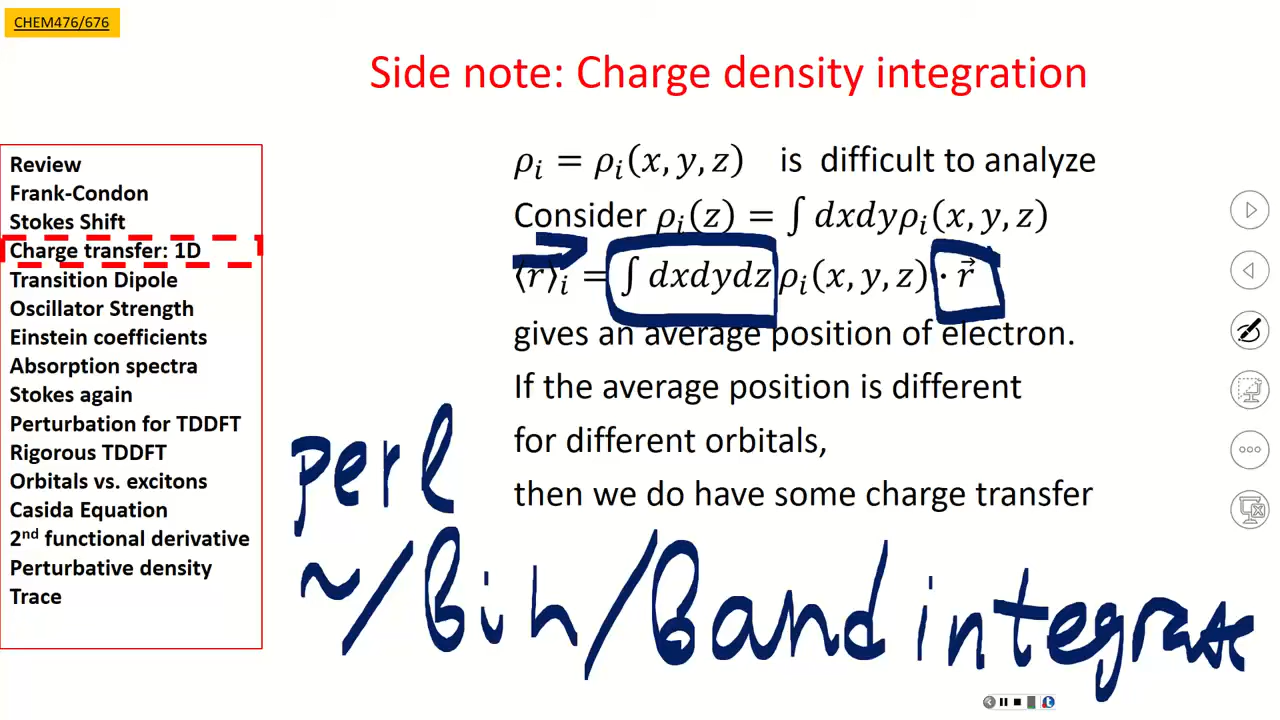 CHEM476/676
Side note: Charge density integration
Review
Frank-Condon
Stokes Shift
Charge transfer: 1D
Transition Dipole
Oscillator Strength
Einstein coefficients
Absorption spectra
Stokes again
Perturbation for TDDFT
Rigorous TDDFT
Orbitals vs. excitons
Casida Equation
2nd functional derivative
Perturbative density
Trace
ρᵢ = ρᵢ(x, y, z) is difficult to analyze
Consider ρᵢ(z) = ∫ dxdyρᵢ(x, y, z)
⟨r⟩ᵢ = ∫ dxdydz ρᵢ(x, y, z) · r⃗
gives an average position of electron.
If the average position is different
for different orbitals,
then we do have some charge transfer
perl
~/bin/bandintegrate